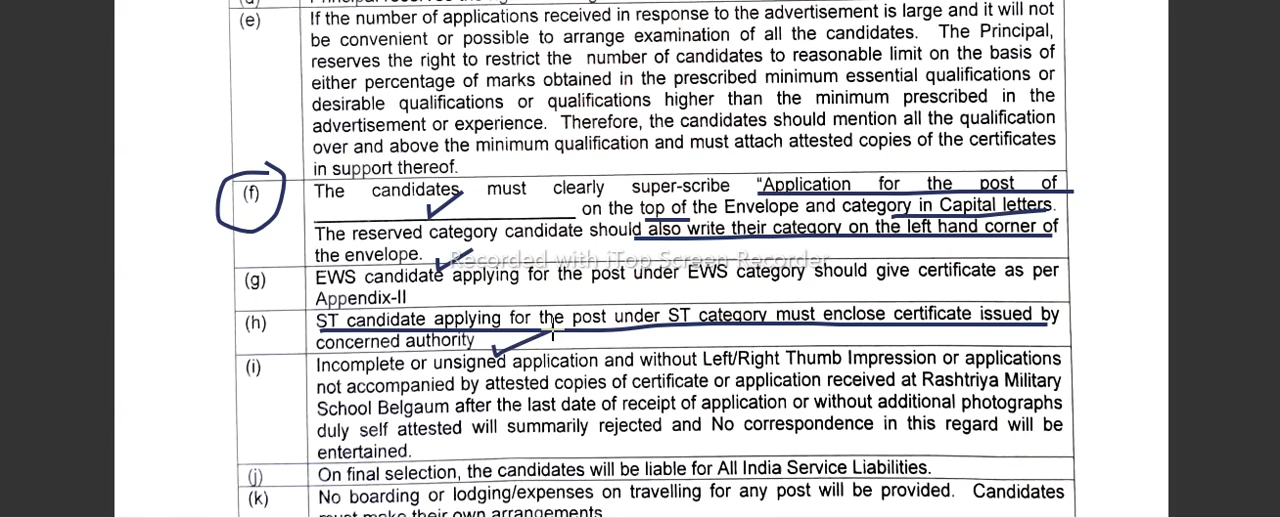 (e) If the number of applications received in response to the advertisement is large and it will not
be convenient or possible to arrange examination of all the candidates. The Principal,
reserves the right to restrict the number of candidates to reasonable limit on the basis of
either percentage of marks obtained in the prescribed minimum essential qualifications or
desirable qualifications or qualifications higher than the minimum prescribed in the
advertisement or experience. Therefore, the candidates should mention all the qualification
over and above the minimum qualification and must attach attested copies of the certificates
in support thereof.
(f) The candidates must clearly super-scribe "Application for the post of
____________________ on the top of the Envelope and category in Capital letters.
The reserved category candidate should also write their category on the left hand corner of
the envelope.
Recorded with iTop Screen Recorder
(g) EWS candidate applying for the post under EWS category should give certificate as per
Appendix-II
(h) ST candidate applying for the post under ST category must enclose certificate issued by
concerned authority
(i) Incomplete or unsigned application and without Left/Right Thumb Impression or applications
not accompanied by attested copies of certificate or application received at Rashtriya Military
School Belgaum after the last date of receipt of application or without additional photographs
duly self attested will summarily rejected and No correspondence in this regard will be
entertained.
(j) On final selection, the candidates will be liable for All India Service Liabilities.
(k) No boarding or lodging/expenses on travelling for any post will be provided. Candidates
must make their own arrangements